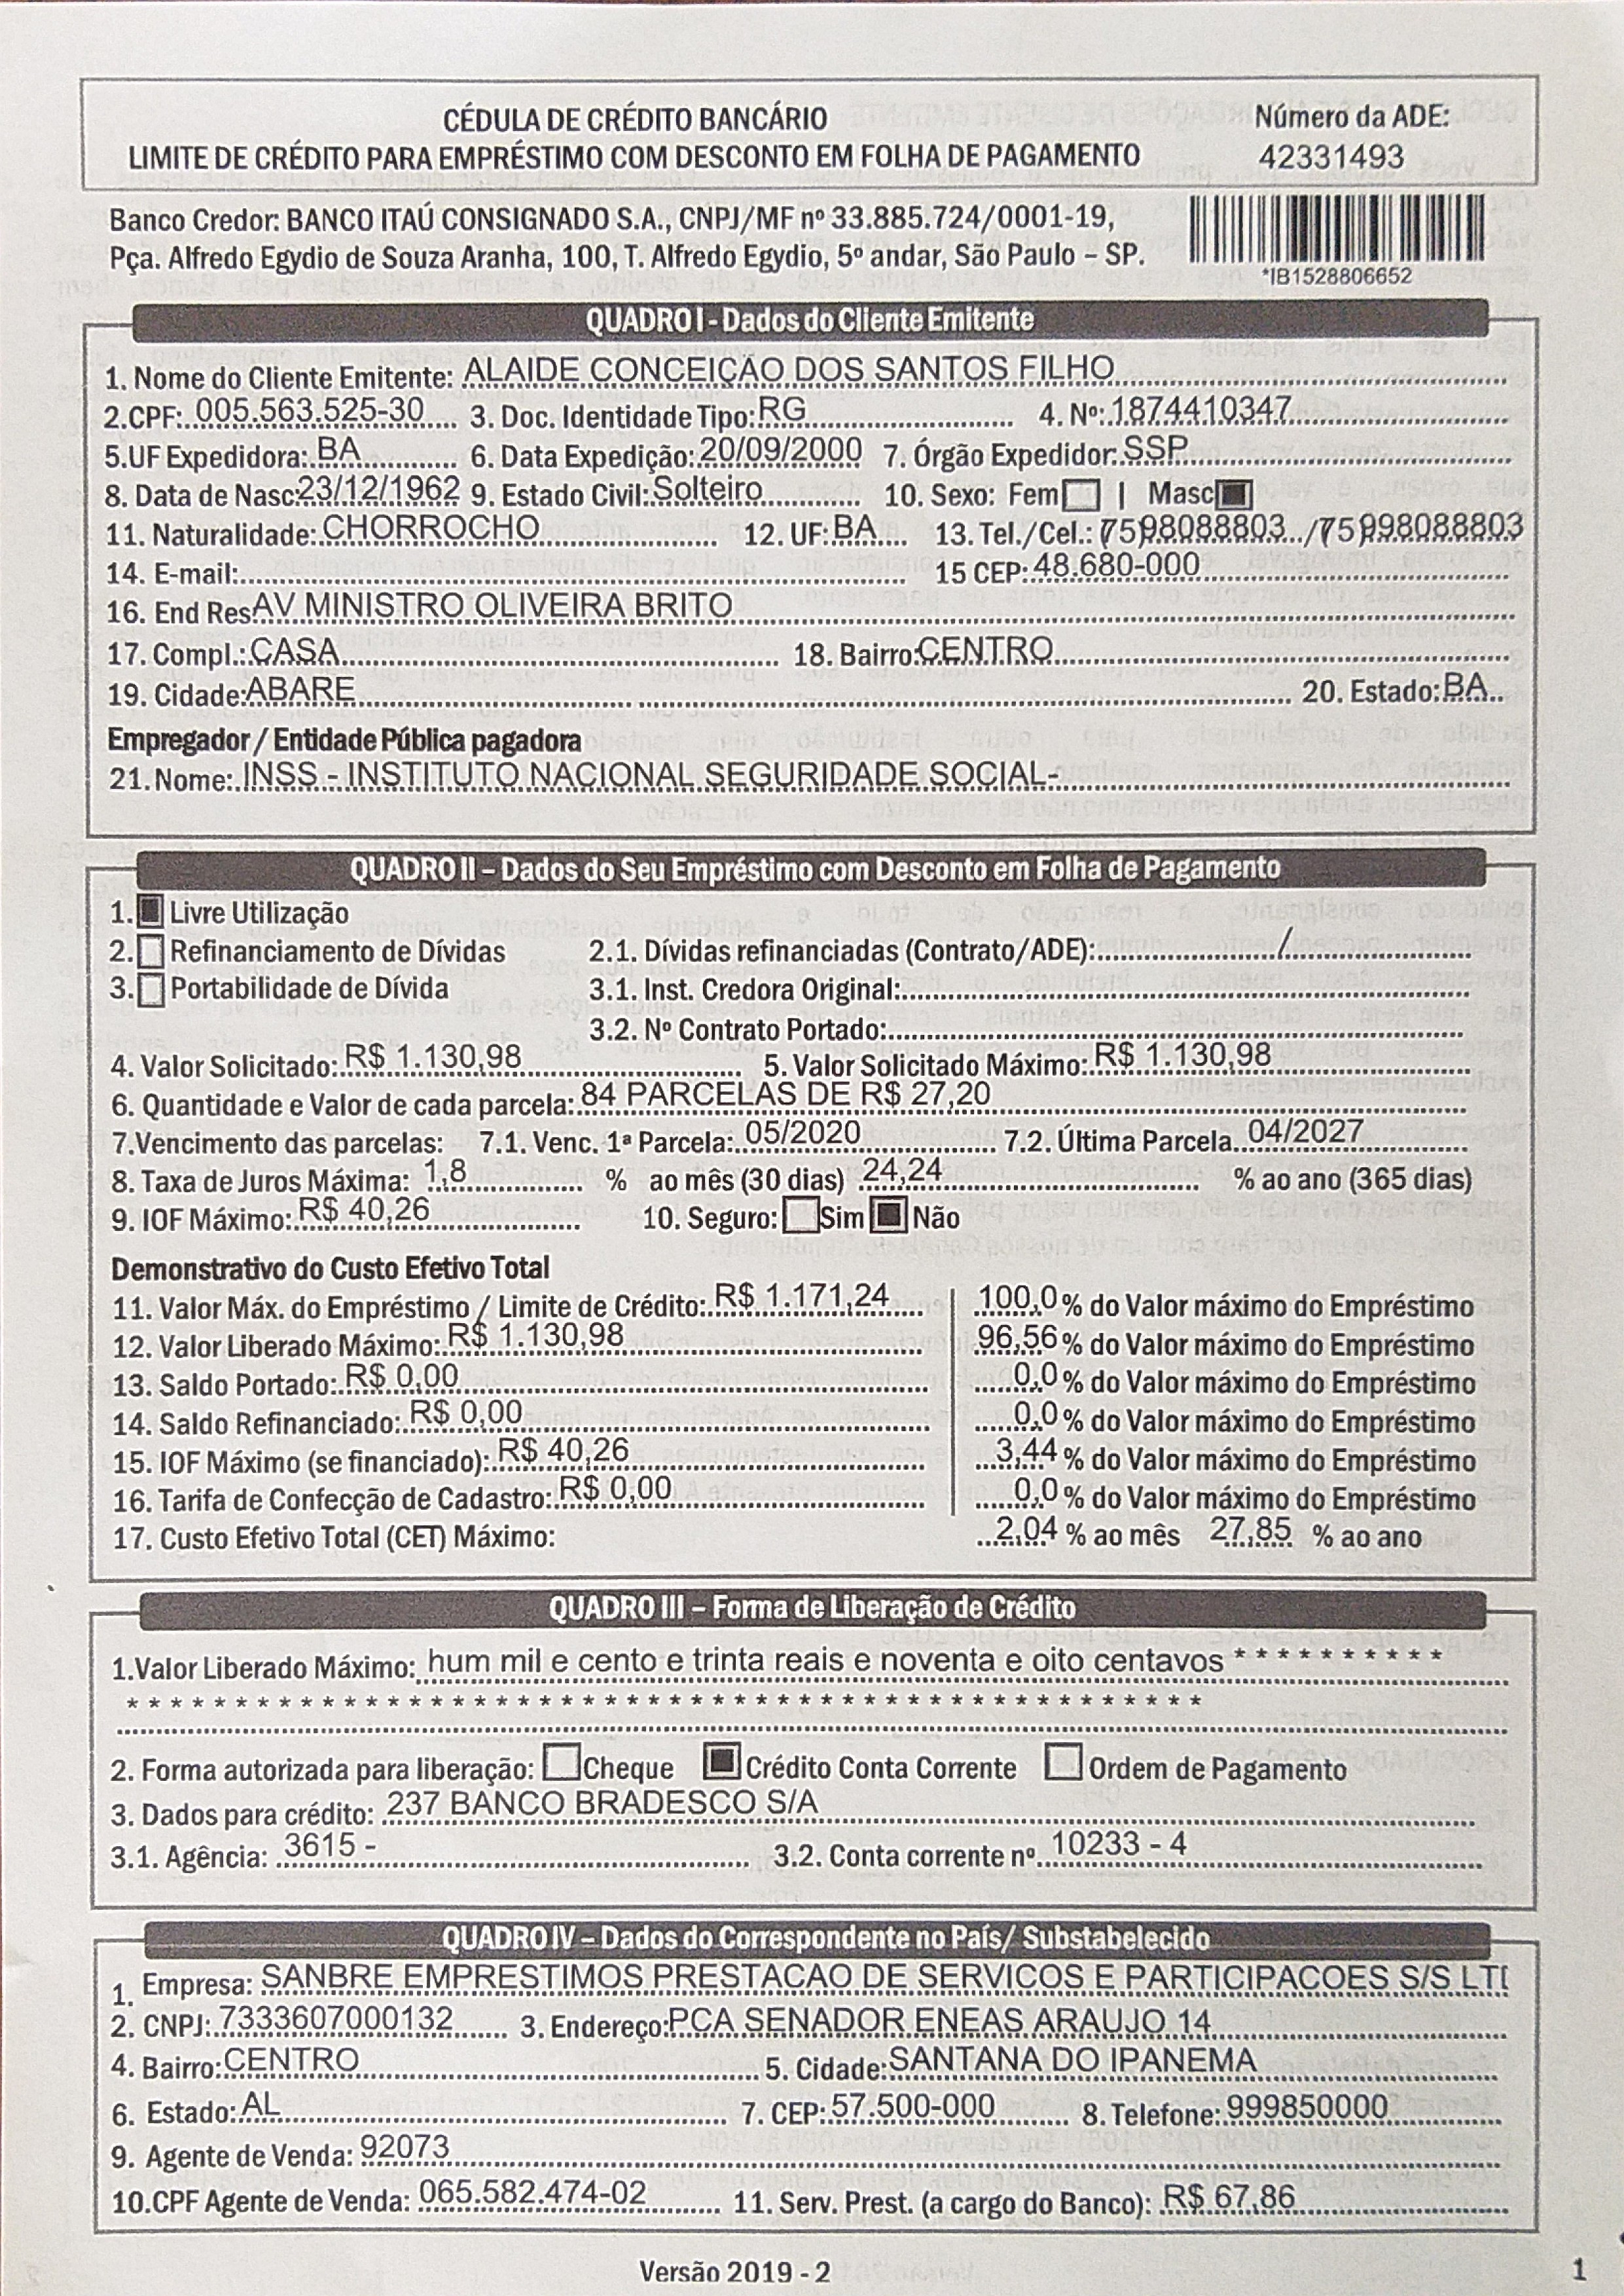 CÉDULA DE CRÉDITO BANCÁRIO
LIMITE DE CRÉDITO PARA EMPRÉSTIMO COM DESCONTO EM FOLHA DE PAGAMENTO
Número da ADE:
42331493
Banco Credor: BANCO ITAÚ CONSIGNADO S.A., CNPJ/MF nº 33.885.724/0001-19,
Pça. Alfredo Egydio de Souza Aranha, 100, T. Alfredo Egydio, 5º andar, São Paulo – SP.
*IB1528806652
QUADRO I - Dados do Cliente Emitente
1. Nome do Cliente Emitente: ALAIDE CONCEIÇÃO DOS SANTOS FILHO
2.CPF: 005.563.525-30 3. Doc. Identidade Tipo: RG 4. Nº: 1874410347
5.UF Expedidora: BA 6. Data Expedição: 20/09/2000 7. Órgão Expedidor: SSP
8. Data de Nasc: 23/12/1962 9. Estado Civil: Solteiro 10. Sexo: Fem | Masc
11. Naturalidade: CHORROCHO 12. UF: BA 13. Tel./Cel.: (75)98088803 /(75)998088803
14. E-mail: 15 CEP: 48.680-000
16. End Res AV MINISTRO OLIVEIRA BRITO
17. Compl.: CASA 18. Bairro: CENTRO
19. Cidade: ABARE 20. Estado: BA
Empregador / Entidade Pública pagadora
21. Nome: INSS - INSTITUTO NACIONAL SEGURIDADE SOCIAL-
QUADRO II – Dados do Seu Empréstimo com Desconto em Folha de Pagamento
1. Livre Utilização
2. Refinanciamento de Dívidas 2.1. Dívidas refinanciadas (Contrato/ADE): /
3. Portabilidade de Dívida 3.1. Inst. Credora Original:
3.2. Nº Contrato Portado:
4. Valor Solicitado: R$ 1.130,98 5. Valor Solicitado Máximo: R$ 1.130,98
6. Quantidade e Valor de cada parcela: 84 PARCELAS DE R$ 27,20
7.Vencimento das parcelas: 7.1. Venc. 1ª Parcela: 05/2020 7.2. Última Parcela 04/2027
8. Taxa de Juros Máxima: 1,8 % ao mês (30 dias) 24,24 % ao ano (365 dias)
9. IOF Máximo: R$ 40,26 10. Seguro: Sim Não
Demonstrativo do Custo Efetivo Total
11. Valor Máx. do Empréstimo / Limite de Crédito: R$ 1.171,24 100,0 % do Valor máximo do Empréstimo
12. Valor Liberado Máximo: R$ 1.130,98 96,56 % do Valor máximo do Empréstimo
13. Saldo Portado: R$ 0,00 0,0 % do Valor máximo do Empréstimo
14. Saldo Refinanciado: R$ 0,00 0,0 % do Valor máximo do Empréstimo
15. IOF Máximo (se financiado): R$ 40,26 3,44 % do Valor máximo do Empréstimo
16. Tarifa de Confecção de Cadastro: R$ 0,00 0,0 % do Valor máximo do Empréstimo
17. Custo Efetivo Total (CET) Máximo: 2,04 % ao mês 27,85 % ao ano
QUADRO III – Forma de Liberação de Crédito
1.Valor Liberado Máximo: hum mil e cento e trinta reais e noventa e oito centavos * * * * * * * * * *
* * * * * * * * * * * * * * * * * * * * * * * * * * * * * * * * * * * * * * * * * * * * * * * * * *
2. Forma autorizada para liberação: Cheque Crédito Conta Corrente Ordem de Pagamento
3. Dados para crédito: 237 BANCO BRADESCO S/A
3.1. Agência: 3615 - 3.2. Conta corrente nº 10233 - 4
QUADRO IV – Dados do Correspondente no País/ Substabelecido
1. Empresa: SANBRE EMPRESTIMOS PRESTACAO DE SERVICOS E PARTICIPACOES S/S
2. CNPJ: 7333607000132 3. Endereço: PCA SENADOR ENEAS ARAUJO 14
4. Bairro: CENTRO 5. Cidade: SANTANA DO IPANEMA
6. Estado: AL 7. CEP: 57.500-000 8. Telefone: 999850000
9. Agente de Venda: 92073
10.CPF Agente de Venda: 065.582.474-02 11. Serv. Prest. (a cargo do Banco): R$ 67,86
Versão 2019 - 2
1